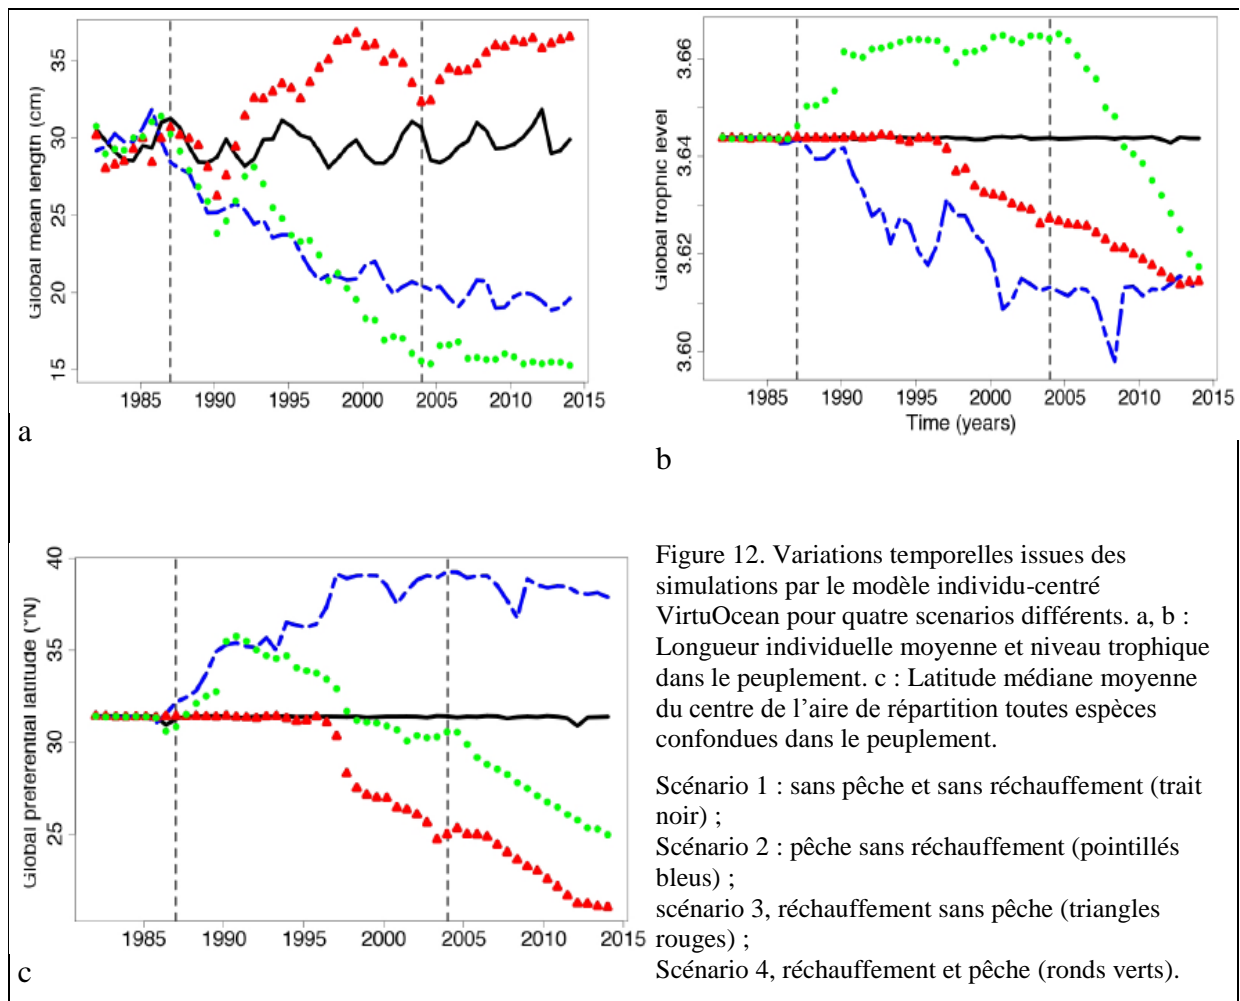 Global mean length (cm)
35
30
25
20
15
1985
1990
1995
2000
2005
2010
2015
a
Global trophic level
3.66
3.64
3.62
3.60
1985
1990
1995
2000
2005
2010
2015
Time (years)
b
Global preferential latitude (°N)
40
35
30
25
1985
1990
1995
2000
2005
2010
2015
c
Figure 12. Variations temporelles issues des
simulations par le modèle individu-centré
VirtuOcean pour quatre scenarios différents. a, b :
Longueur individuelle moyenne et niveau trophique
dans le peuplement. c : Latitude médiane moyenne
du centre de l’aire de répartition toutes espèces
confondues dans le peuplement.
Scénario 1 : sans pêche et sans réchauffement (trait
noir) ;
Scénario 2 : pêche sans réchauffement (pointillés
bleus) ;
scénario 3, réchauffement sans pêche (triangles
rouges) ;
Scénario 4, réchauffement et pêche (ronds verts).